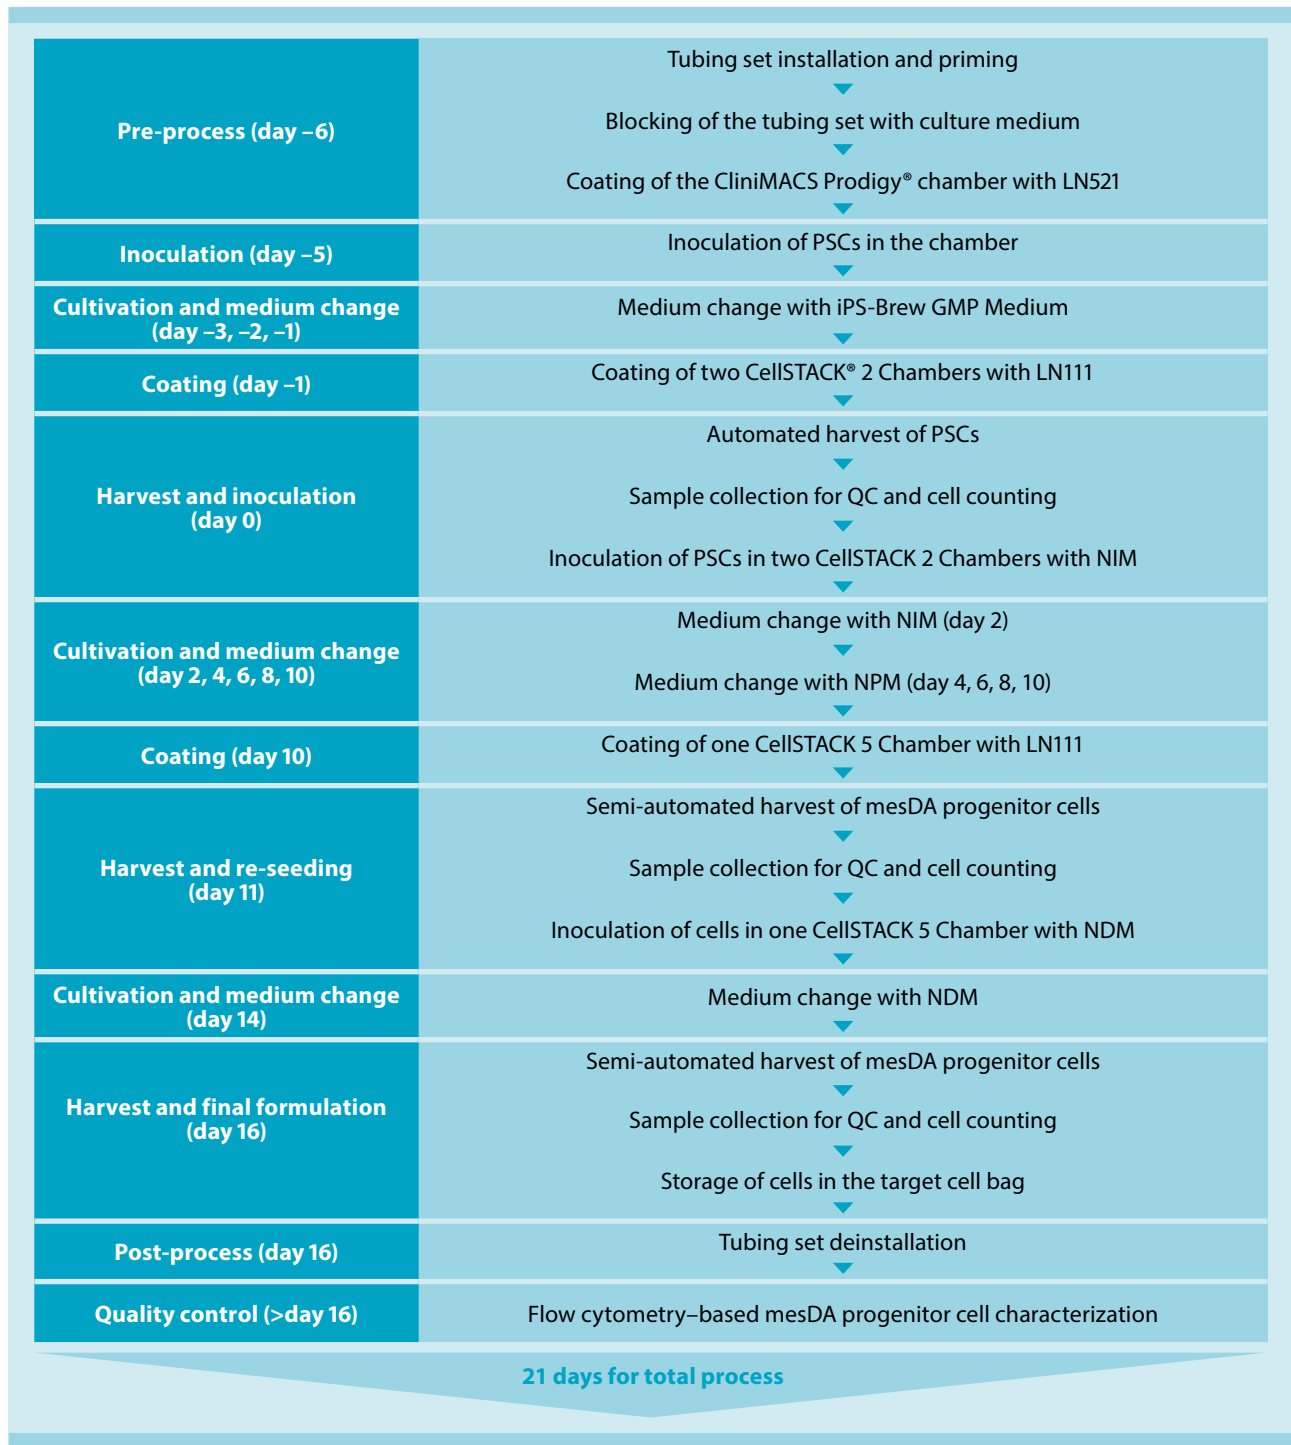 Pre-process (day –6)
Tubing set installation and priming
Blocking of the tubing set with culture medium
Coating of the CliniMACS Prodigy® chamber with LN521
Inoculation (day –5)
Inoculation of PSCs in the chamber
Cultivation and medium change
(day –3, –2, –1)
Medium change with iPS-Brew GMP Medium
Coating (day –1)
Coating of two CellSTACK® 2 Chambers with LN111
Harvest and inoculation
(day 0)
Automated harvest of PSCs
Sample collection for QC and cell counting
Inoculation of PSCs in two CellSTACK 2 Chambers with NIM
Cultivation and medium change
(day 2, 4, 6, 8, 10)
Medium change with NIM (day 2)
Medium change with NPM (day 4, 6, 8, 10)
Coating (day 10)
Coating of one CellSTACK 5 Chamber with LN111
Harvest and re-seeding
(day 11)
Semi-automated harvest of mesDA progenitor cells
Sample collection for QC and cell counting
Inoculation of cells in one CellSTACK 5 Chamber with NDM
Cultivation and medium change
(day 14)
Medium change with NDM
Harvest and final formulation
(day 16)
Semi-automated harvest of mesDA progenitor cells
Sample collection for QC and cell counting
Storage of cells in the target cell bag
Post-process (day 16)
Tubing set deinstallation
Quality control (>day 16)
Flow cytometry–based mesDA progenitor cell characterization
21 days for total process